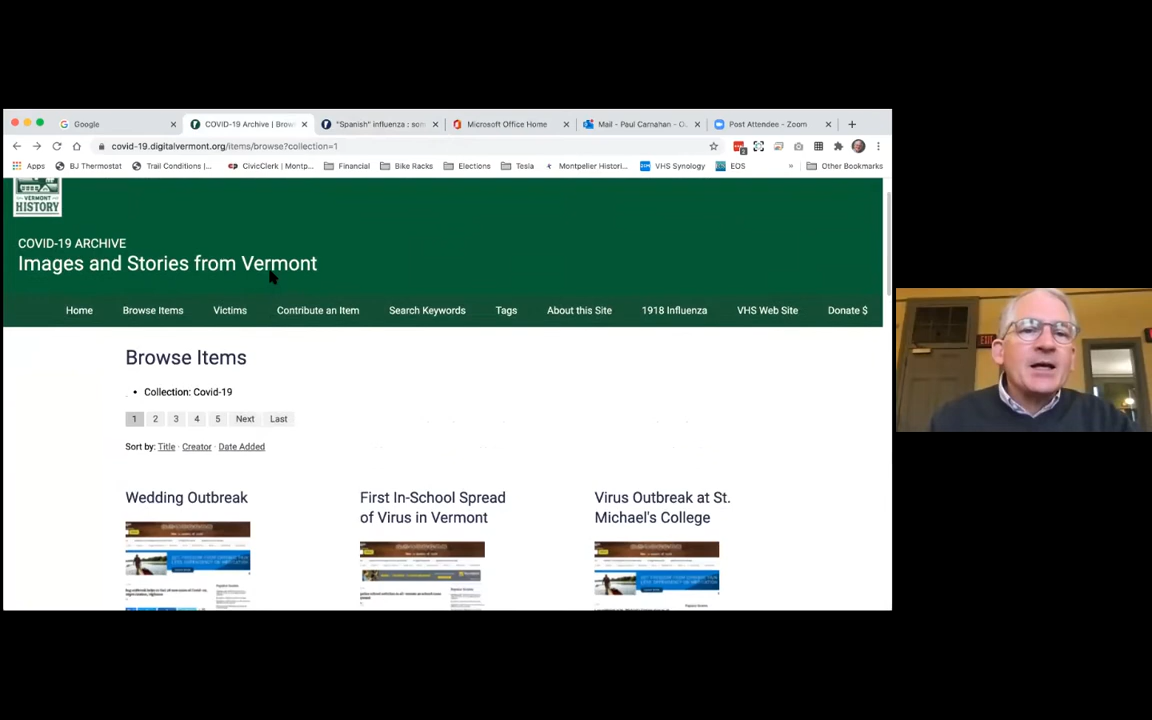 Google
COVID-19 Archive | Brow
"Spanish" influenza : som
Microsoft Office Home
Mail - Paul Carnahan - O...
Post Attendee - Zoom
covid-19.digitalvermont.org/items/browse?collection=1
Apps
BJ Thermostat
Trail Conditions |...
CivicClerk | Montp...
Financial
Bike Racks
Elections
Tesla
Montpelier Histori...
VHS Synology
EOS
»
Other Bookmarks
VERMONT
HISTORY
COVID-19 ARCHIVE
Images and Stories from Vermont
Home
Browse Items
Victims
Contribute an Item
Search Keywords
Tags
About this Site
1918 Influenza
VHS Web Site
Donate $
Browse Items
• Collection: Covid-19
1 2 3 4 5 Next Last
Sort by: Title · Creator · Date Added
Wedding Outbreak
First In-School Spread
of Virus in Vermont
Virus Outbreak at St.
Michael's College
EXIT